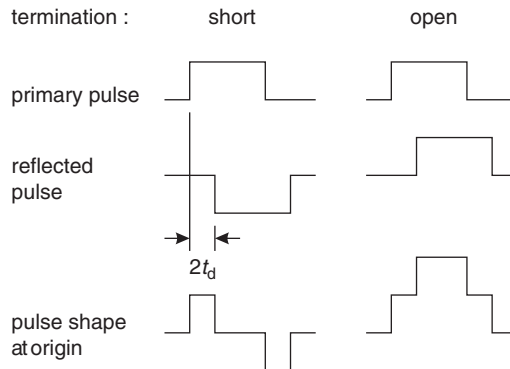 termination :
short
open
primary pulse
reflected
pulse
2td
pulse shape
at origin